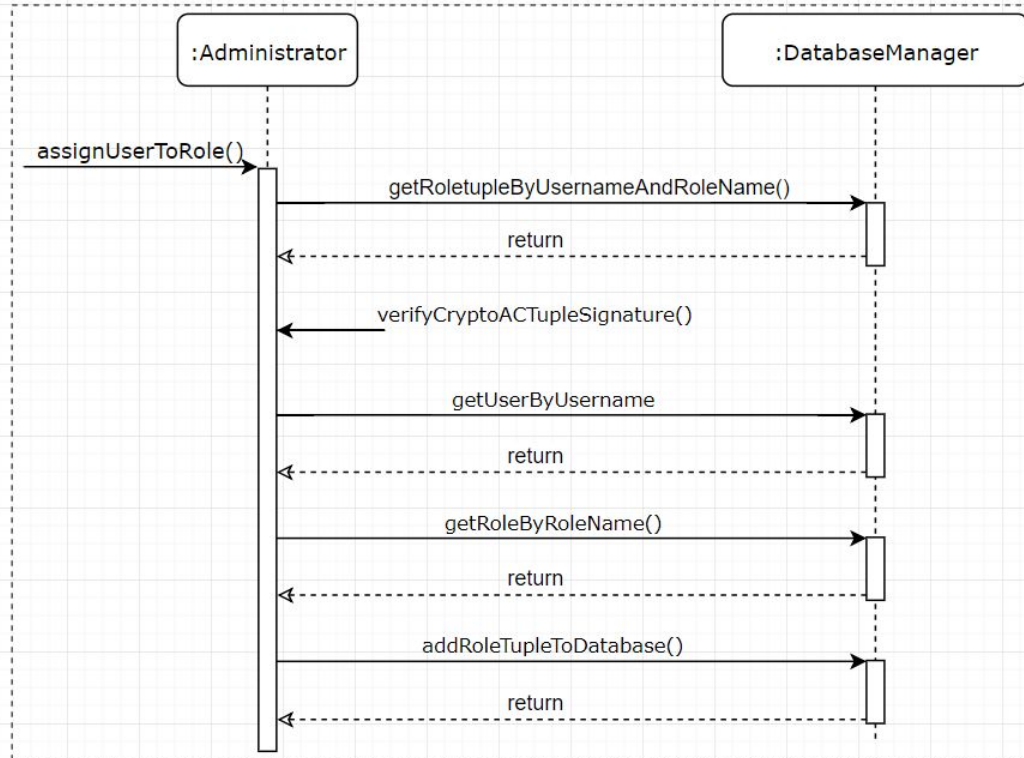 :Administrator
:DatabaseManager
assignUserToRole()
getRoletupleByUsernameAndRoleName()
return
verifyCryptoACTupleSignature()
getUserByUsername
return
getRoleByRoleName()
return
addRoleTupleToDatabase()
return